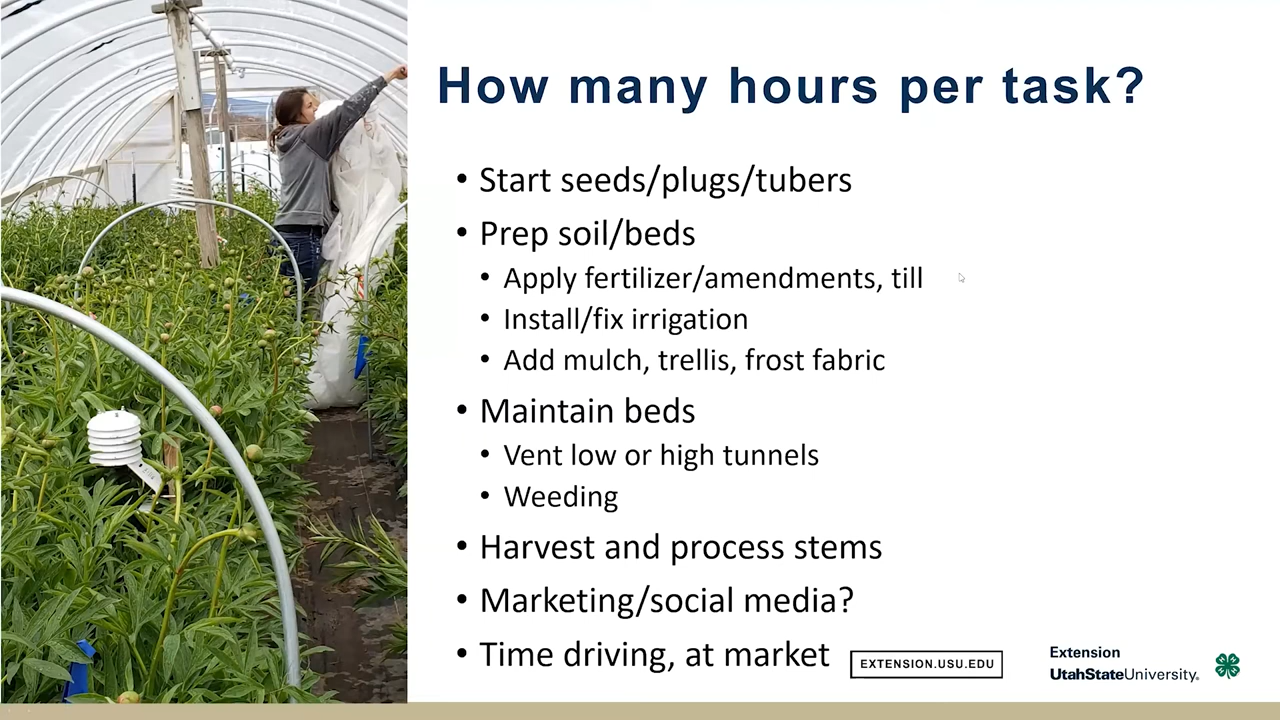 How many hours per task?
• Start seeds/plugs/tubers
• Prep soil/beds
• Apply fertilizer/amendments, till
• Install/fix irrigation
• Add mulch, trellis, frost fabric
• Maintain beds
• Vent low or high tunnels
• Weeding
• Harvest and process stems
• Marketing/social media?
• Time driving, at market
EXTENSION.USU.EDU
Extension
UtahStateUniversity®